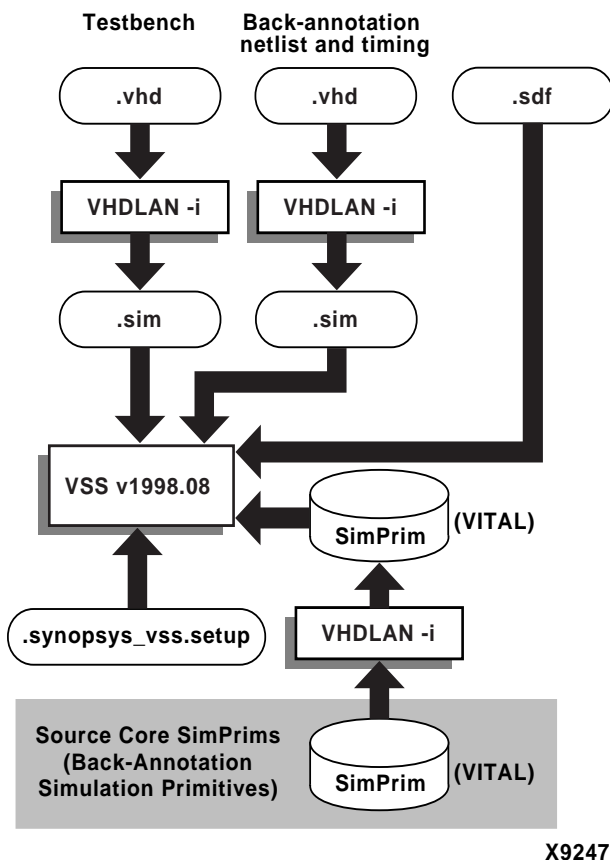 Testbench
Back-annotation
netlist and timing
.vhd
.vhd
.sdf
VHDLAN -i
VHDLAN -i
.sim
.sim
VSS v1998.08
SimPrim
(VITAL)
.synopsys_vss.setup
VHDLAN -i
Source Core SimPrims
(Back-Annotation
Simulation Primitives)
SimPrim
(VITAL)
X9247